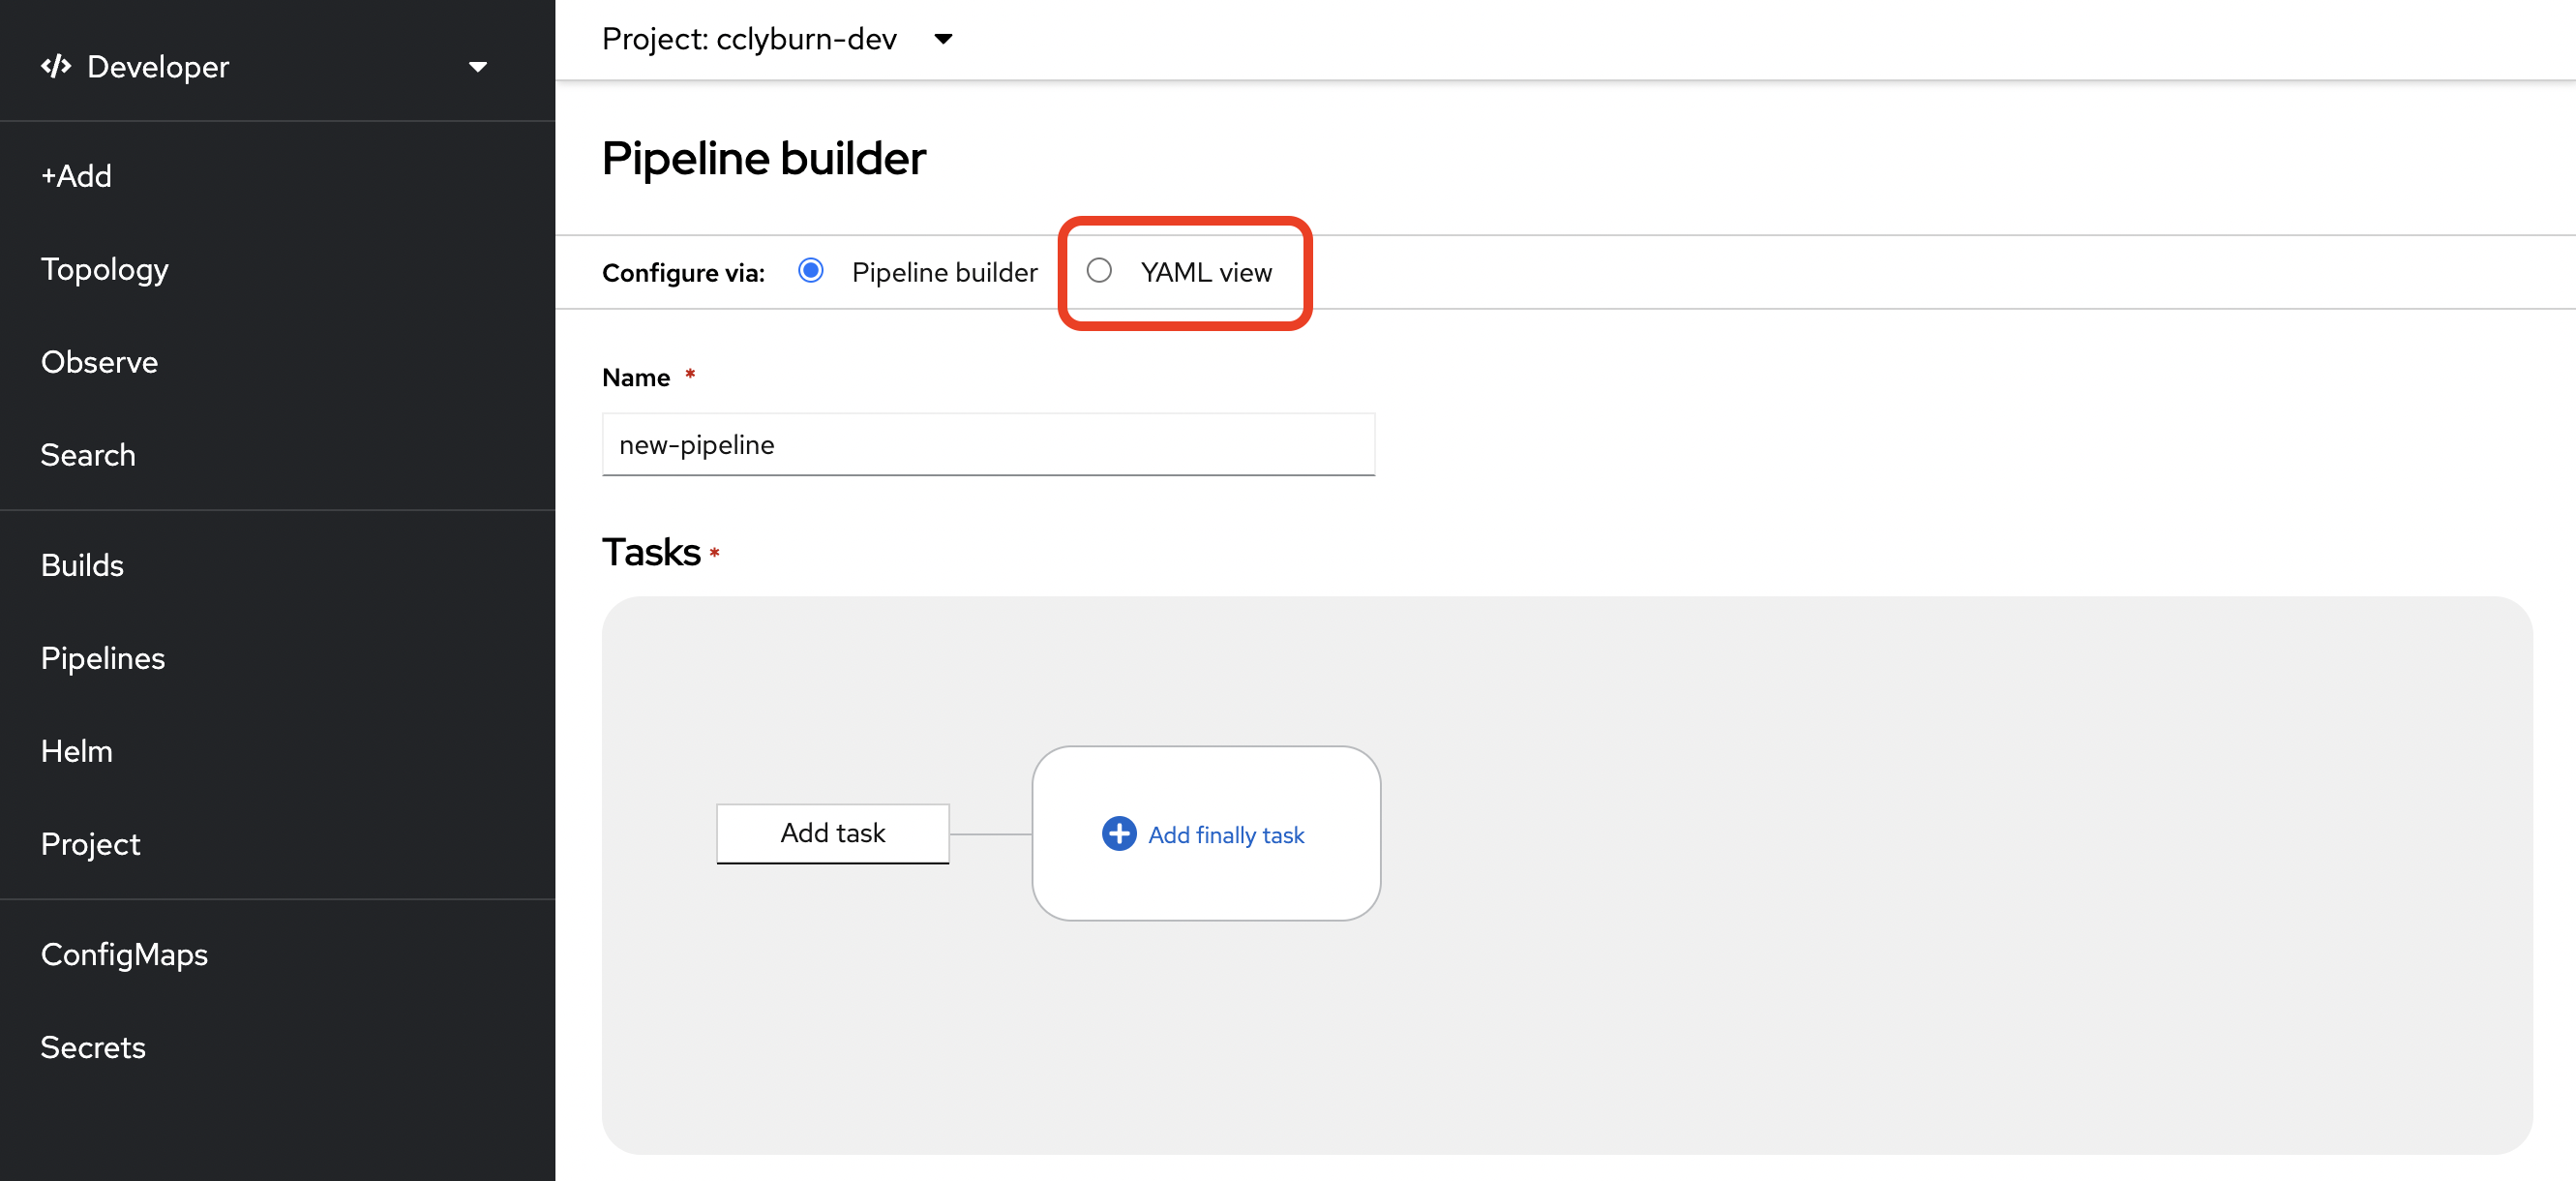 Developer
+Add
Topology
Observe
Search
Builds
Pipelines
Helm
Project
ConfigMaps
Secrets
Project: cclyburn-dev
Pipeline builder
Configure via: Pipeline builder YAML view
Name *
new-pipeline
Tasks *
Add task
Add finally task